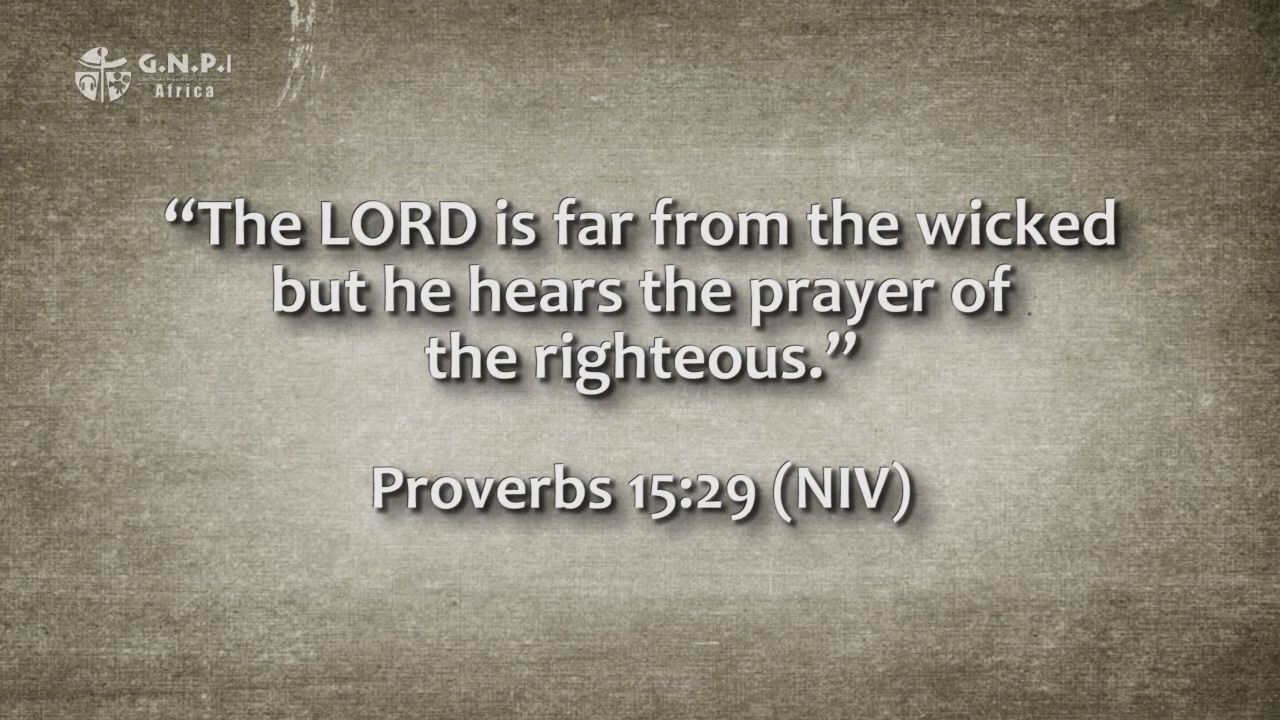 G.N.P.I
Africa
“The LORD is far from the wicked
but he hears the prayer of
the righteous.”
Proverbs 15:29 (NIV)